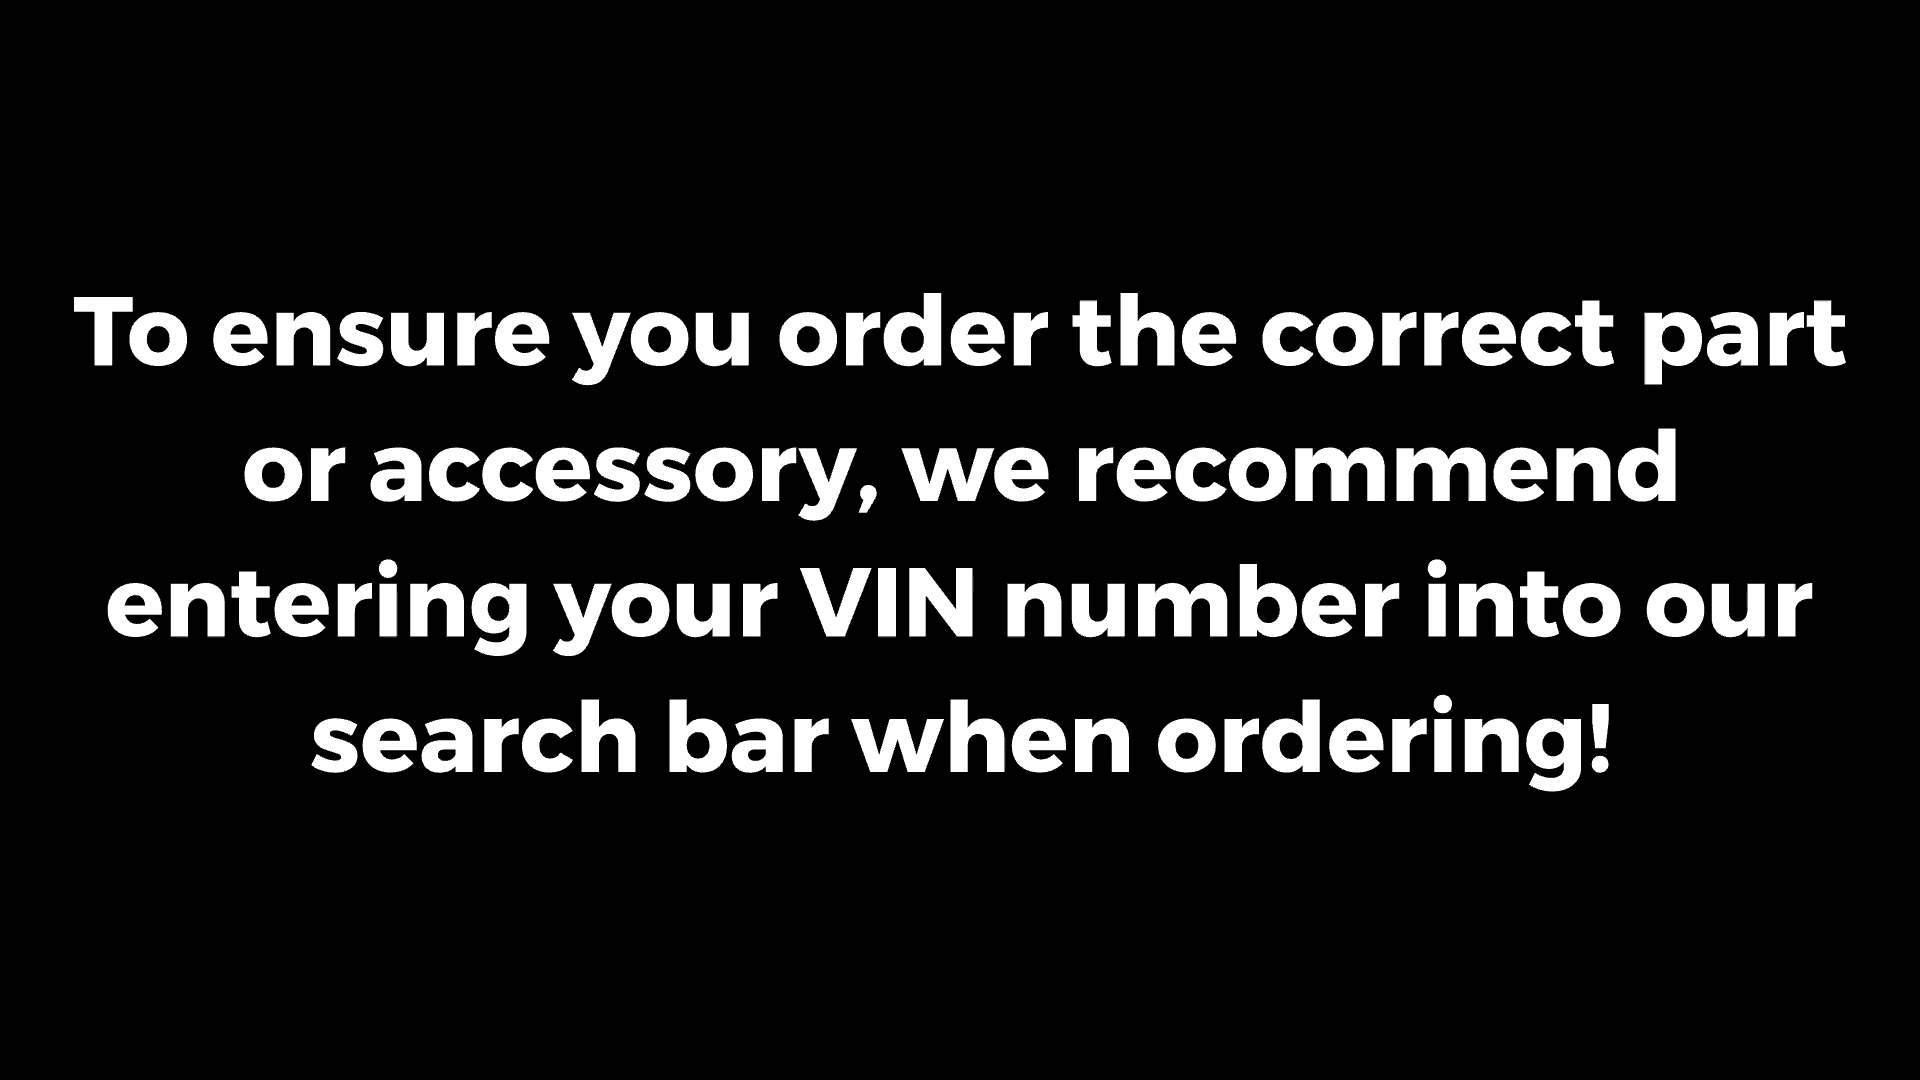 To ensure you order the correct part
or accessory, we recommend
entering your VIN number into our
search bar when ordering!